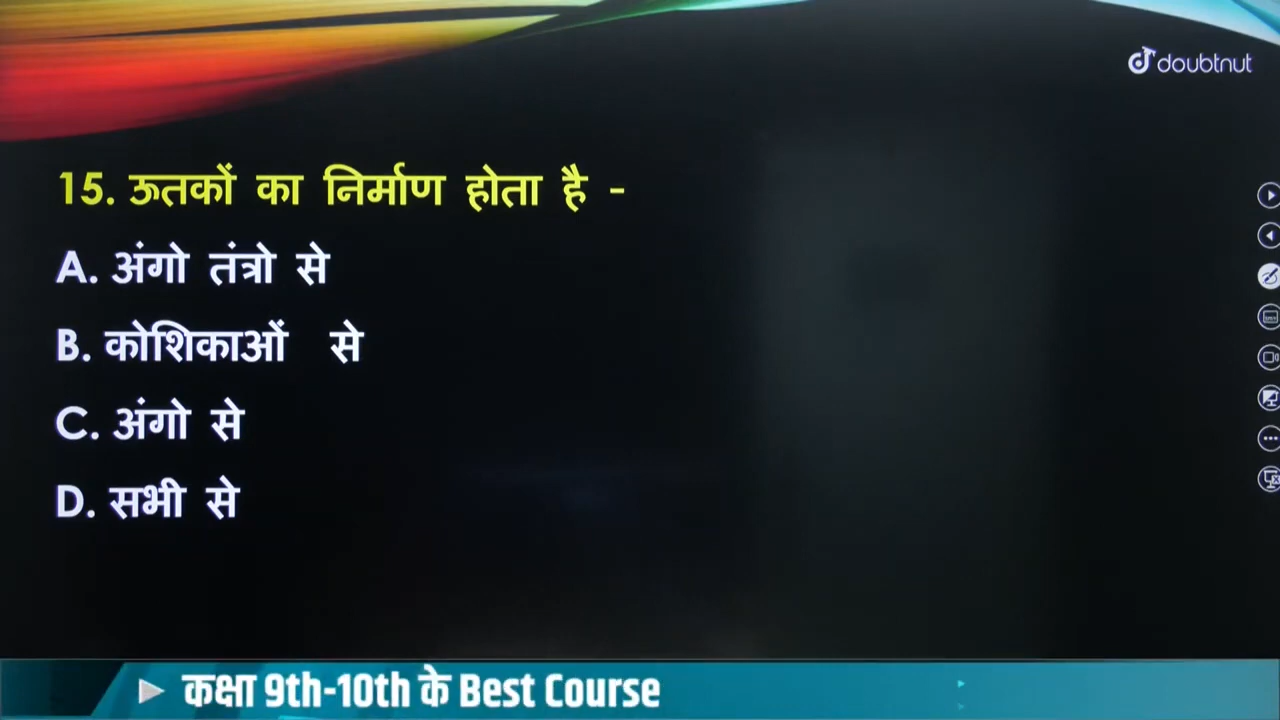 doubtnut
15. ऊतकों का निर्माण होता है -
A. अंगो तंत्रो से
B. कोशिकाओं से
C. अंगो से
D. सभी से
कक्षा 9th-10th के Best Course